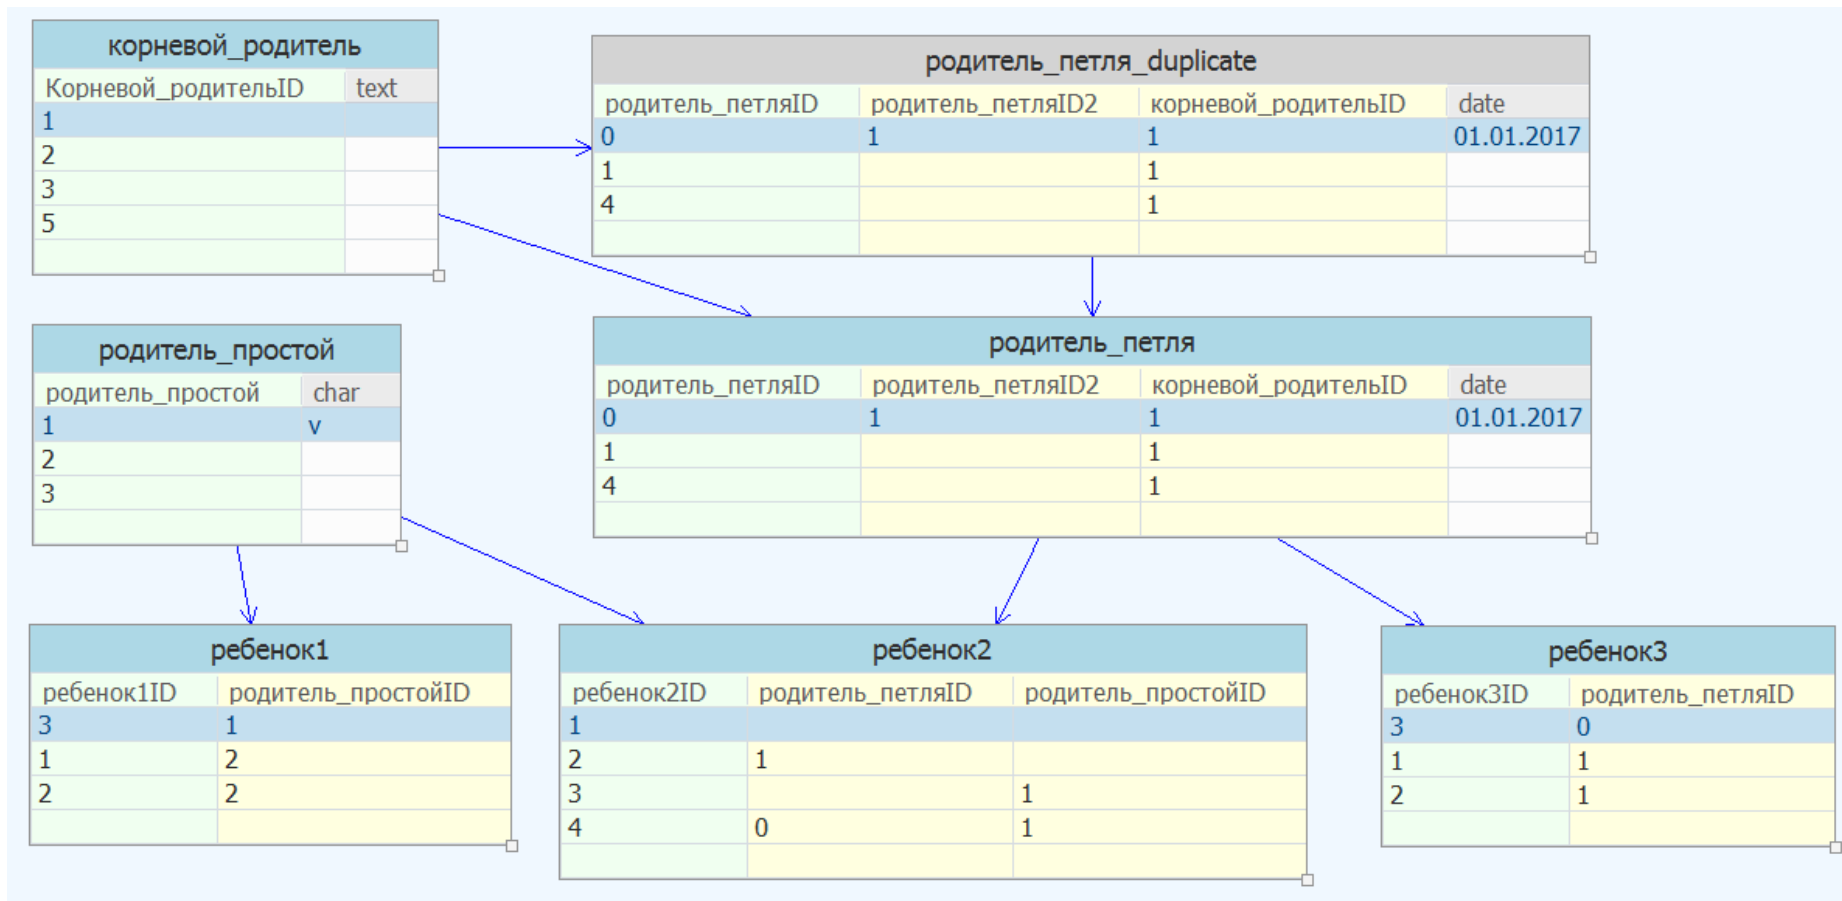 корневой_родитель
Корневой_родительID text
1
2
3
5
родитель_петля_duplicate
родитель_петляID родитель_петляID2 корневой_родительID date
0 1 1 01.01.2017
1 1
4 1
родитель_простой
родитель_простой char
1 v
2
3
родитель_петля
родитель_петляID родитель_петляID2 корневой_родительID date
0 1 1 01.01.2017
1 1
4 1
ребенок1
ребенок1ID родитель_простойID
3 1
1 2
2 2
ребенок2
ребенок2ID родитель_петляID родитель_простойID
1
2 1
3 1
4 0 1
ребенок3
ребенок3ID родитель_петляID
3 0
1 1
2 1